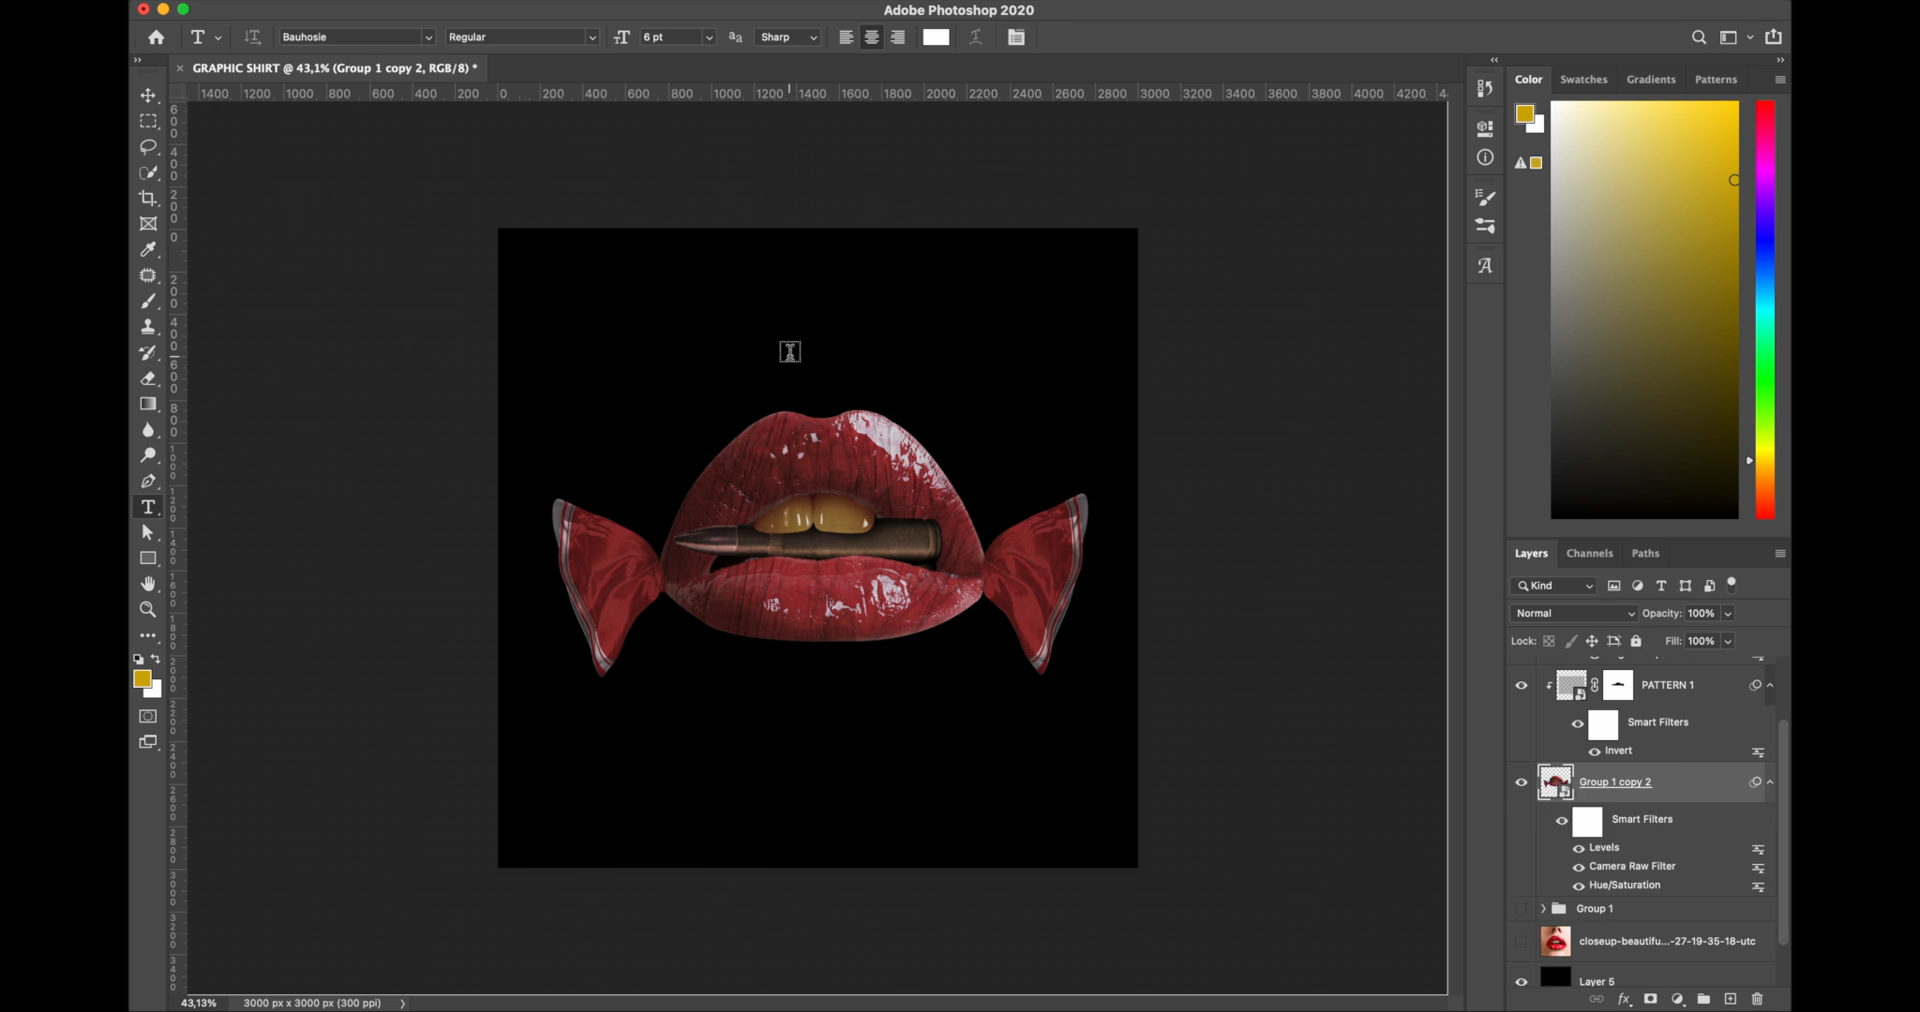 Adobe Photoshop 2020
T Bauhosie Regular 6 pt aa Sharp
GRAPHIC SHIRT @ 43,1% (Group 1 copy 2, RGB/8) *
1400 1200 1000 800 600 400 200 0 200 400 600 800 1000 1200 1400 1600 1800 2000 2200 2400 2600 2800 3000 3200 3400 3600 3800 4000 4200
Color Swatches Gradients Patterns
Layers Channels Paths
Kind
Normal Opacity: 100%
Lock: Fill: 100%
PATTERN 1
Smart Filters
Invert
Group 1 copy 2
Smart Filters
Levels
Camera Raw Filter
Hue/Saturation
Group 1
closeup-beautifu...-27-19-35-18-utc
Layer 5
fx
43,13% 3000 px x 3000 px (300 ppi)